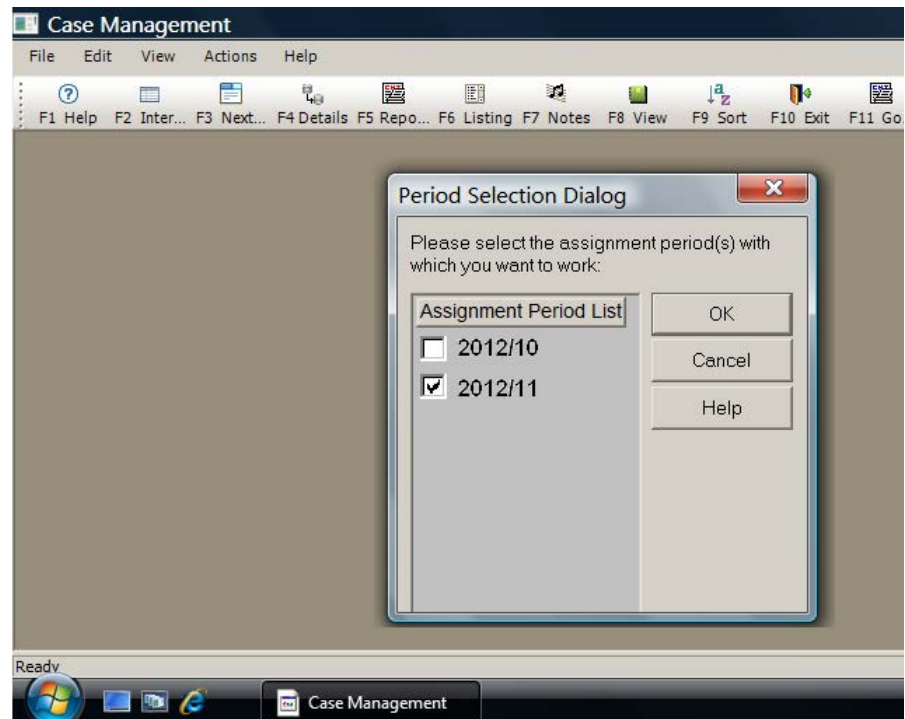 Case Management
File Edit View Actions Help
F1 Help F2 Inter... F3 Next... F4 Details F5 Repo... F6 Listing F7 Notes F8 View F9 Sort F10 Exit F11 Go
Period Selection Dialog
Please select the assignment period(s) with
which you want to work:
Assignment Period List
OK
2012/10
Cancel
2012/11
Help
Ready
Case Management